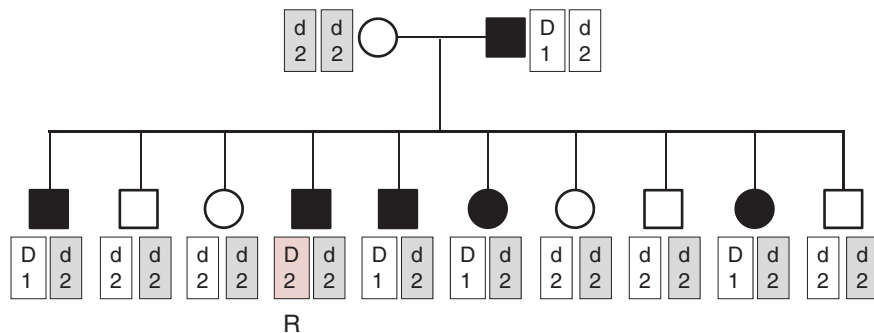 d d D d
2 2 1 2
D d d d d d D d D d D d d d d d D d d d
1 2 2 2 2 2 2 2 1 2 1 2 2 2 2 2 1 2 2 2
R